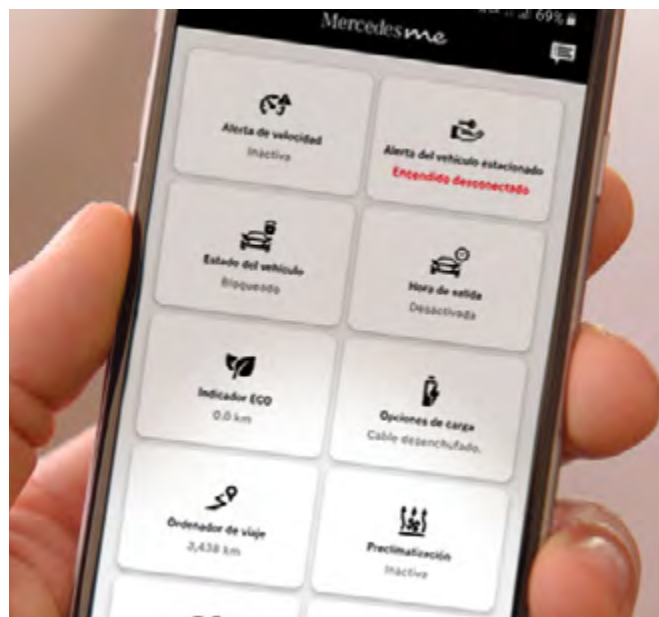 69%
Mercedes me
Alerta de velocidad
Inactiva
Alerta del vehículo estacionado
Encendido desconectado
Estado del vehículo
Bloqueado
Hora de salida
Desactivada
Indicador ECO
0.0 km
Opciones de carga
Cable desenchufado.
Ordenador de viaje
3,438 km
Preclimatización
Inactiva